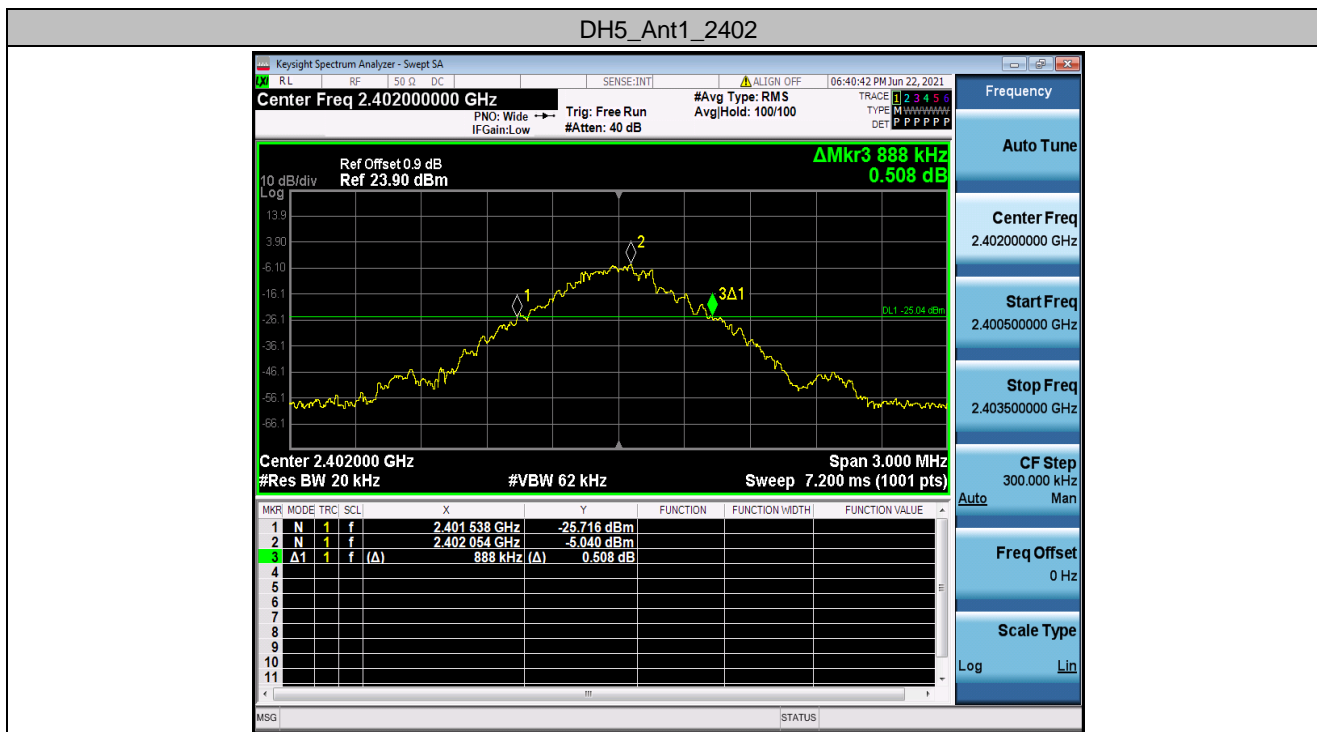 DH5_Ant1_2402
Keysight Spectrum Analyzer - Swept SA
RL RF 50 Ω DC SENSE:INT ALIGN OFF 06:40:42 PM Jun 22, 2021
Center Freq 2.402000000 GHz
PNO: Wide
IFGain:Low
Trig: Free Run
#Atten: 40 dB
#Avg Type: RMS
Avg|Hold: 100/100
TRACE 1 2 3 4 5 6
TYPE M WWWWW
DET P P P P P P
ΔMkr3 888 kHz
0.508 dB
Ref Offset 0.9 dB
10 dB/div Ref 23.90 dBm
Log
13.9
3.90
-6.10
-16.1
-26.1
-36.1
-46.1
-56.1
-66.1
1
2
3Δ1
DL1 -25.04 dBm
Center 2.402000 GHz Span 3.000 MHz
#Res BW 20 kHz #VBW 62 kHz Sweep 7.200 ms (1001 pts)
MKR MODE TRC SCL X Y FUNCTION FUNCTION WIDTH FUNCTION VALUE
1 N 1 f 2.401 538 GHz -25.716 dBm
2 N 1 f 2.402 054 GHz -5.040 dBm
3 Δ1 1 f (Δ) 888 kHz (Δ) 0.508 dB
4
5
6
7
8
9
10
11
MSG STATUS
Frequency
Auto Tune
Center Freq
2.402000000 GHz
Start Freq
2.400500000 GHz
Stop Freq
2.403500000 GHz
CF Step
300.000 kHz
Auto Man
Freq Offset
0 Hz
Scale Type
Log Lin